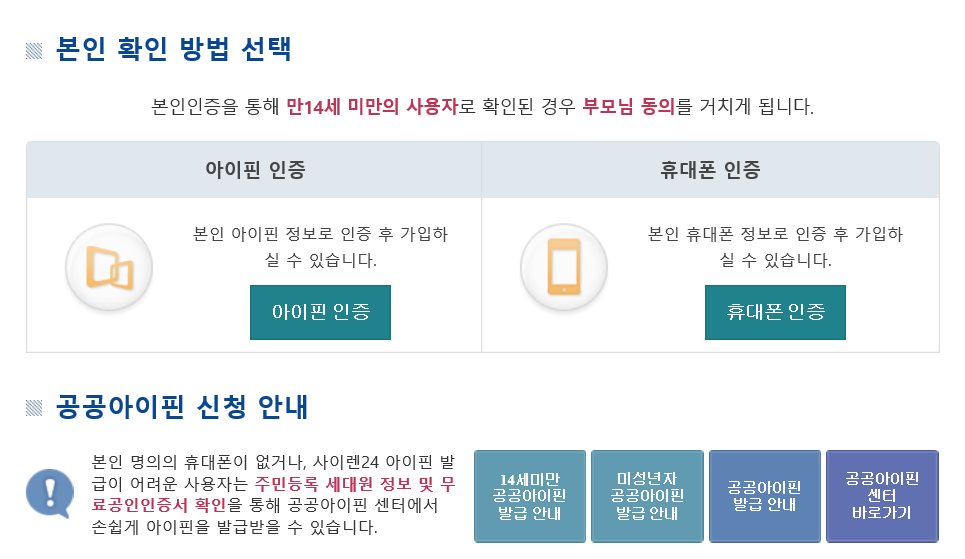 본인 확인 방법 선택
본인인증을 통해 만14세 미만의 사용자로 확인된 경우 부모님 동의를 거치게 됩니다.
아이핀 인증
휴대폰 인증
본인 아이핀 정보로 인증 후 가입하
실 수 있습니다.
아이핀 인증
본인 휴대폰 정보로 인증 후 가입하
실 수 있습니다.
휴대폰 인증
공공아이핀 신청 안내
본인 명의의 휴대폰이 없거나, 사이렌24 아이핀 발
급이 어려운 사용자는 주민등록 세대원 정보 및 무
료공인인증서 확인을 통해 공공아이핀 센터에서
손쉽게 아이핀을 발급받을 수 있습니다.
14세미만
공공아이핀
발급 안내
미성년자
공공아이핀
발급 안내
공공아이핀
발급 안내
공공아이핀
센터
바로가기